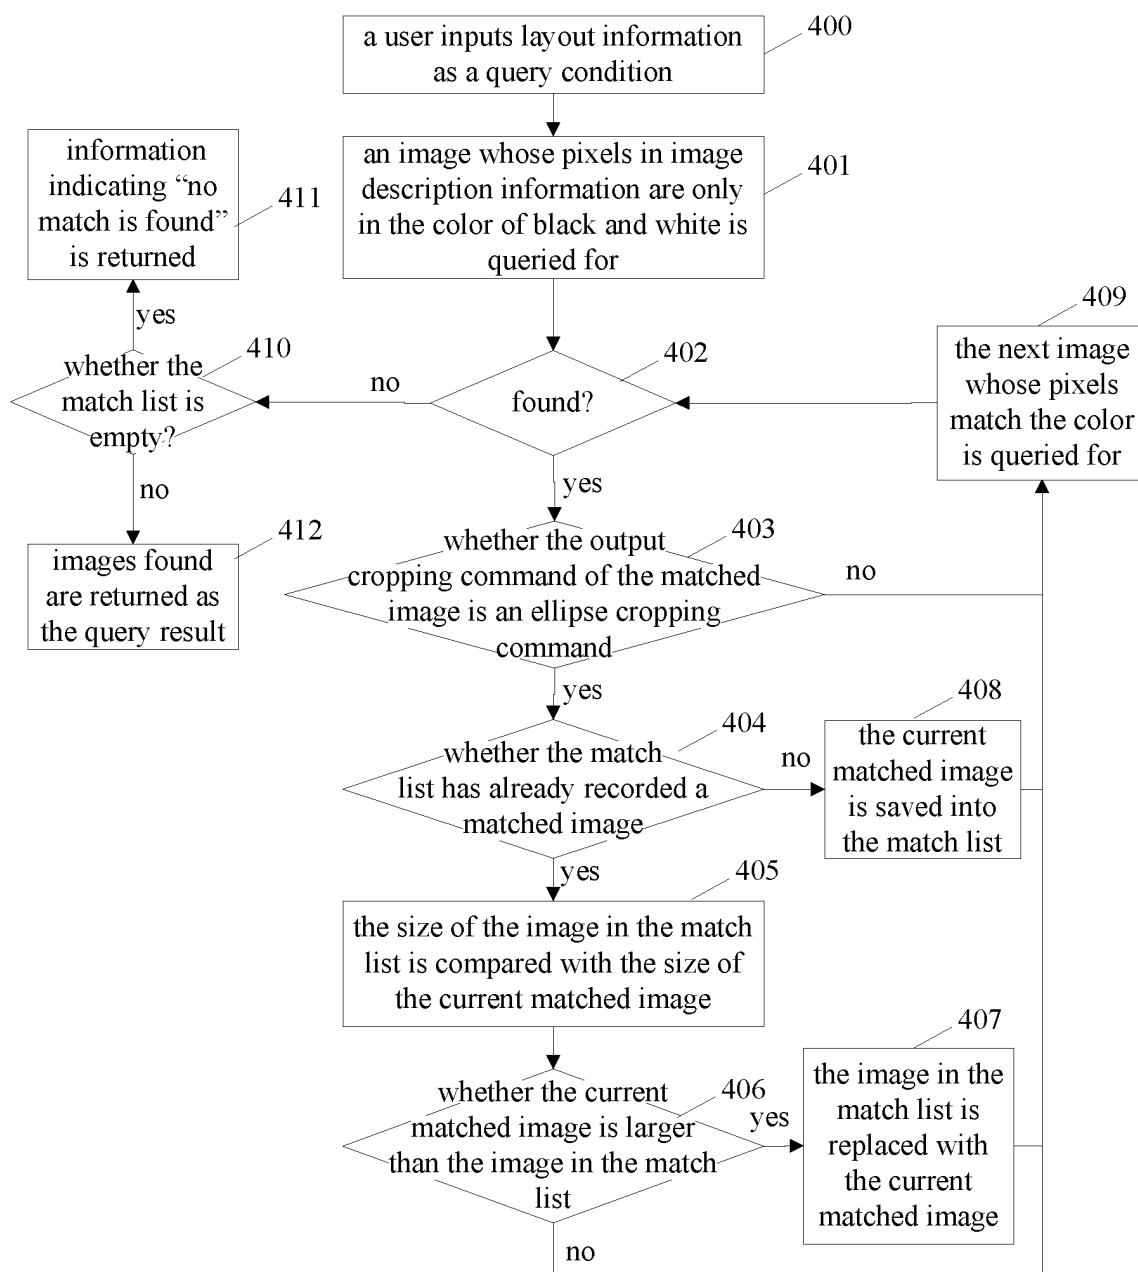 a user inputs layout information
as a query condition
400
an image whose pixels in image
description information are only
in the color of black and white is
queried for
401
information
indicating “no
match is found”
is returned
411
yes
whether the
match list is
empty?
410
no
found?
402
the next image
whose pixels
match the color
is queried for
409
no
images found
are returned as
the query result
412
yes
whether the output
cropping command of the matched
image is an ellipse cropping
command
403
no
yes
whether the match
list has already recorded a
matched image
404
no
the current
matched image
is saved into
the match list
408
yes
the size of the image in the match
list is compared with the size of
the current matched image
405
whether the current
matched image is larger
than the image in the match
list
406
yes
the image in the
match list is
replaced with
the current
matched image
407
no